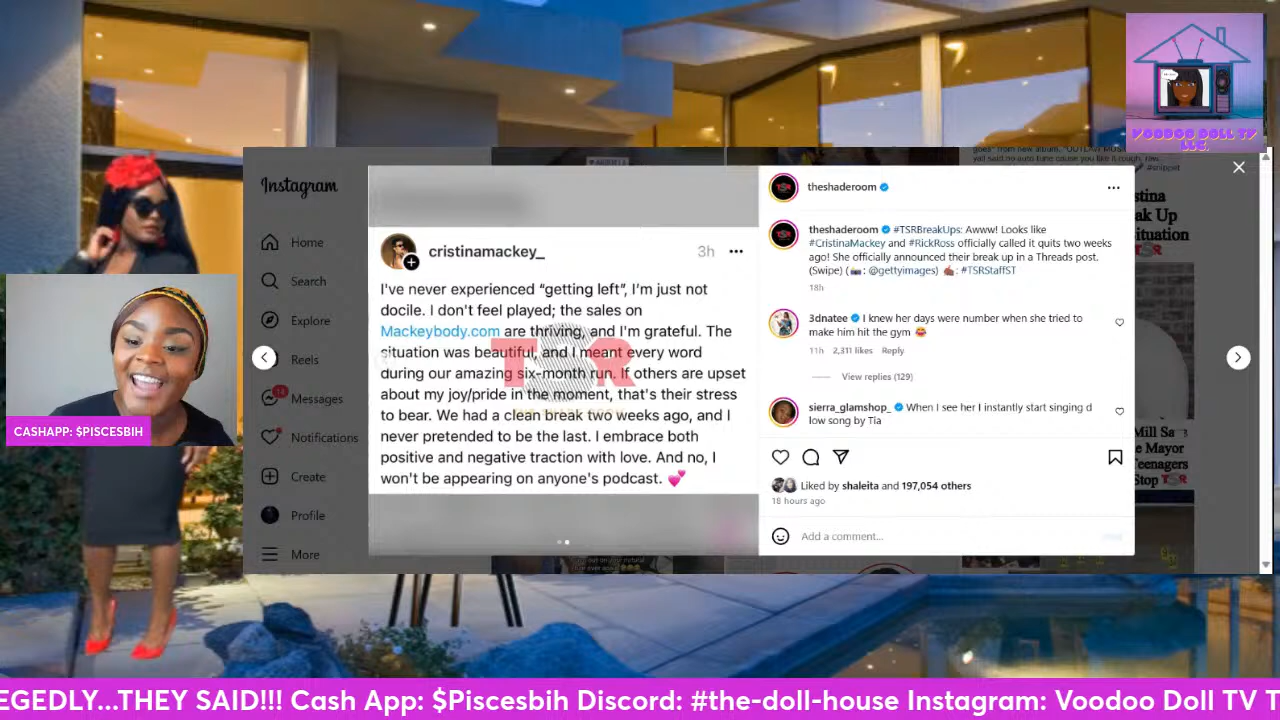 VOODOO DOLL TV
LLC.
Instagram
Home
Search
Explore
Reels
14
Messages
Notifications
Create
Profile
More
cristinamackey_
3h
I've never experienced “getting left”, I'm just not
docile. I don't feel played; the sales on
Mackeybody.com are thriving, and I'm grateful. The
situation was beautiful, and I meant every word
during our amazing six-month run. If others are upset
about my joy/pride in the moment, that's their stress
to bear. We had a clear break two weeks ago, and I
never pretended to be the last. I embrace both
positive and negative traction with love. And no, I
won't be appearing on anyone's podcast. 💕
TSR
theshaderoom
theshaderoom #TSRBreakUps: Awww! Looks like
#CristinaMackey and #RickRoss officially called it quits two weeks
ago! She officially announced their break up in a Threads post.
(Swipe) (📷: @gettyimages) ✍🏾: #TSRStaffST
18h
3dnatee I knew her days were number when she tried to
make him hit the gym 😂
11h 2,311 likes Reply
View replies (129)
sierra_glamshop_ When I see her I instantly start singing d
low song by Tia
Liked by shaleita and 197,054 others
18 hours ago
Add a comment...
#snippet
stina
ak Up
Situation
Mill Sa
e Mayor
Teenagers
Stop
CASHAPP: $PISCESBIH
EGEDLY...THEY SAID!!! Cash App: $Piscesbih Discord: #the-doll-house Instagram: Voodoo Doll TV T